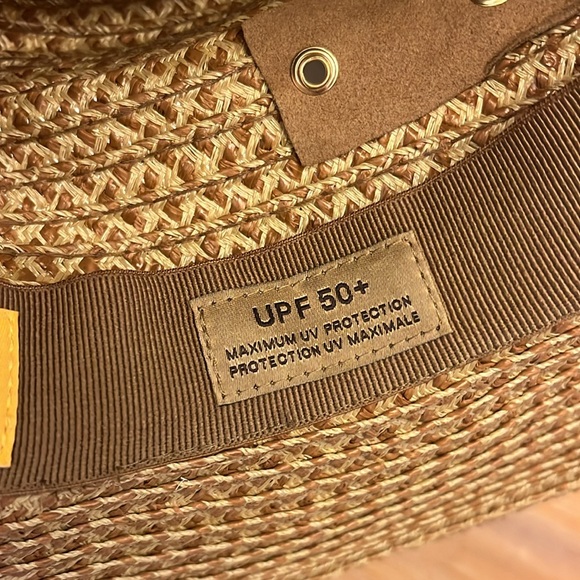 UPF 50+
MAXIMUM UV PROTECTION
PROTECTION UV MAXIMALE